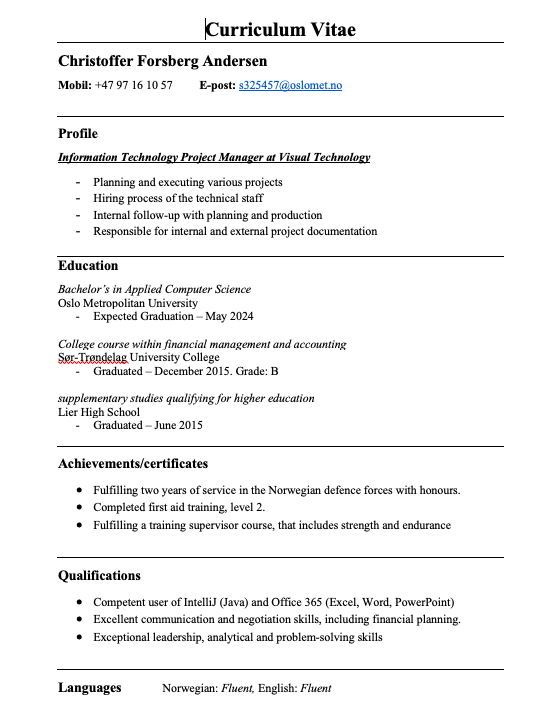 Curriculum Vitae
Christoffer Forsberg Andersen
Mobil: +47 97 16 10 57 E-post: s325457@oslomet.no
Profile
Information Technology Project Manager at Visual Technology
- Planning and executing various projects
- Hiring process of the technical staff
- Internal follow-up with planning and production
- Responsible for internal and external project documentation
Education
Bachelor's in Applied Computer Science
Oslo Metropolitan University
- Expected Graduation – May 2024
College course within financial management and accounting
Sør-Trøndelag University College
- Graduated – December 2015. Grade: B
supplementary studies qualifying for higher education
Lier High School
- Graduated – June 2015
Achievements/certificates
• Fulfilling two years of service in the Norwegian defence forces with honours.
• Completed first aid training, level 2.
• Fulfilling a training supervisor course, that includes strength and endurance
Qualifications
• Competent user of IntelliJ (Java) and Office 365 (Excel, Word, PowerPoint)
• Excellent communication and negotiation skills, including financial planning.
• Exceptional leadership, analytical and problem-solving skills
Languages Norwegian: Fluent, English: Fluent